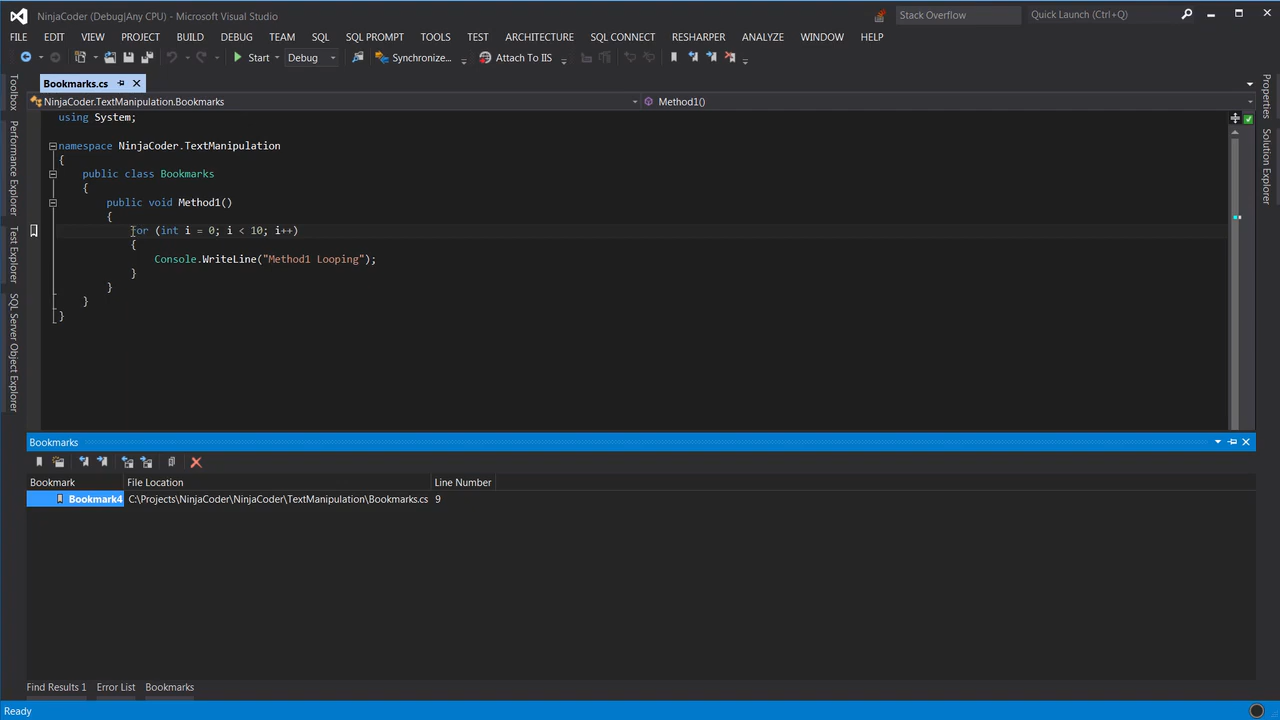 NinjaCoder (Debug|Any CPU) - Microsoft Visual Studio
Stack Overflow
Quick Launch (Ctrl+Q)
FILE EDIT VIEW PROJECT BUILD DEBUG TEAM SQL SQL PROMPT TOOLS TEST ARCHITECTURE SQL CONNECT RESHARPER ANALYZE WINDOW HELP
Start Debug Synchronize... Attach To IIS
Toolbox
Performance Explorer
Test Explorer
SQL Server Object Explorer
Bookmarks.cs
NinjaCoder.TextManipulation.Bookmarks
Method1()
using System;
namespace NinjaCoder.TextManipulation
{
public class Bookmarks
{
public void Method1()
{
for (int i = 0; i < 10; i++)
{
Console.WriteLine("Method1 Looping");
}
}
}
}
Properties
Solution Explorer
Bookmarks
Bookmark File Location Line Number
Bookmark4 C:\Projects\NinjaCoder\NinjaCoder\TextManipulation\Bookmarks.cs 9
Find Results 1 Error List Bookmarks
Ready